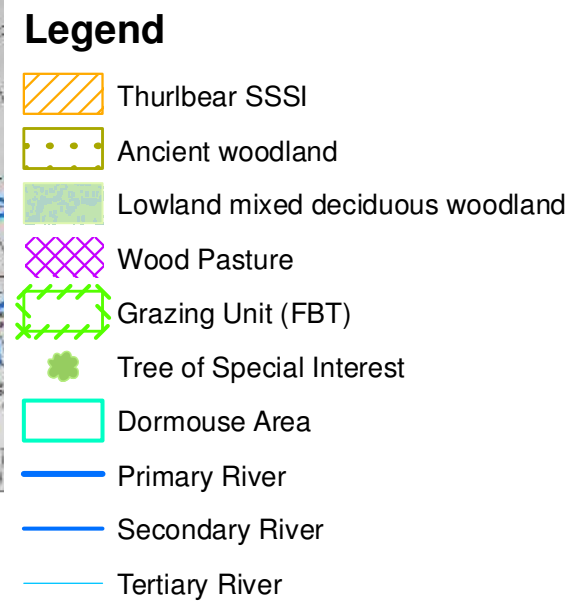 Legend
Thurlbear SSSI
Ancient woodland
Lowland mixed deciduous woodland
Wood Pasture
Grazing Unit (FBT)
Tree of Special Interest
Dormouse Area
Primary River
Secondary River
Tertiary River